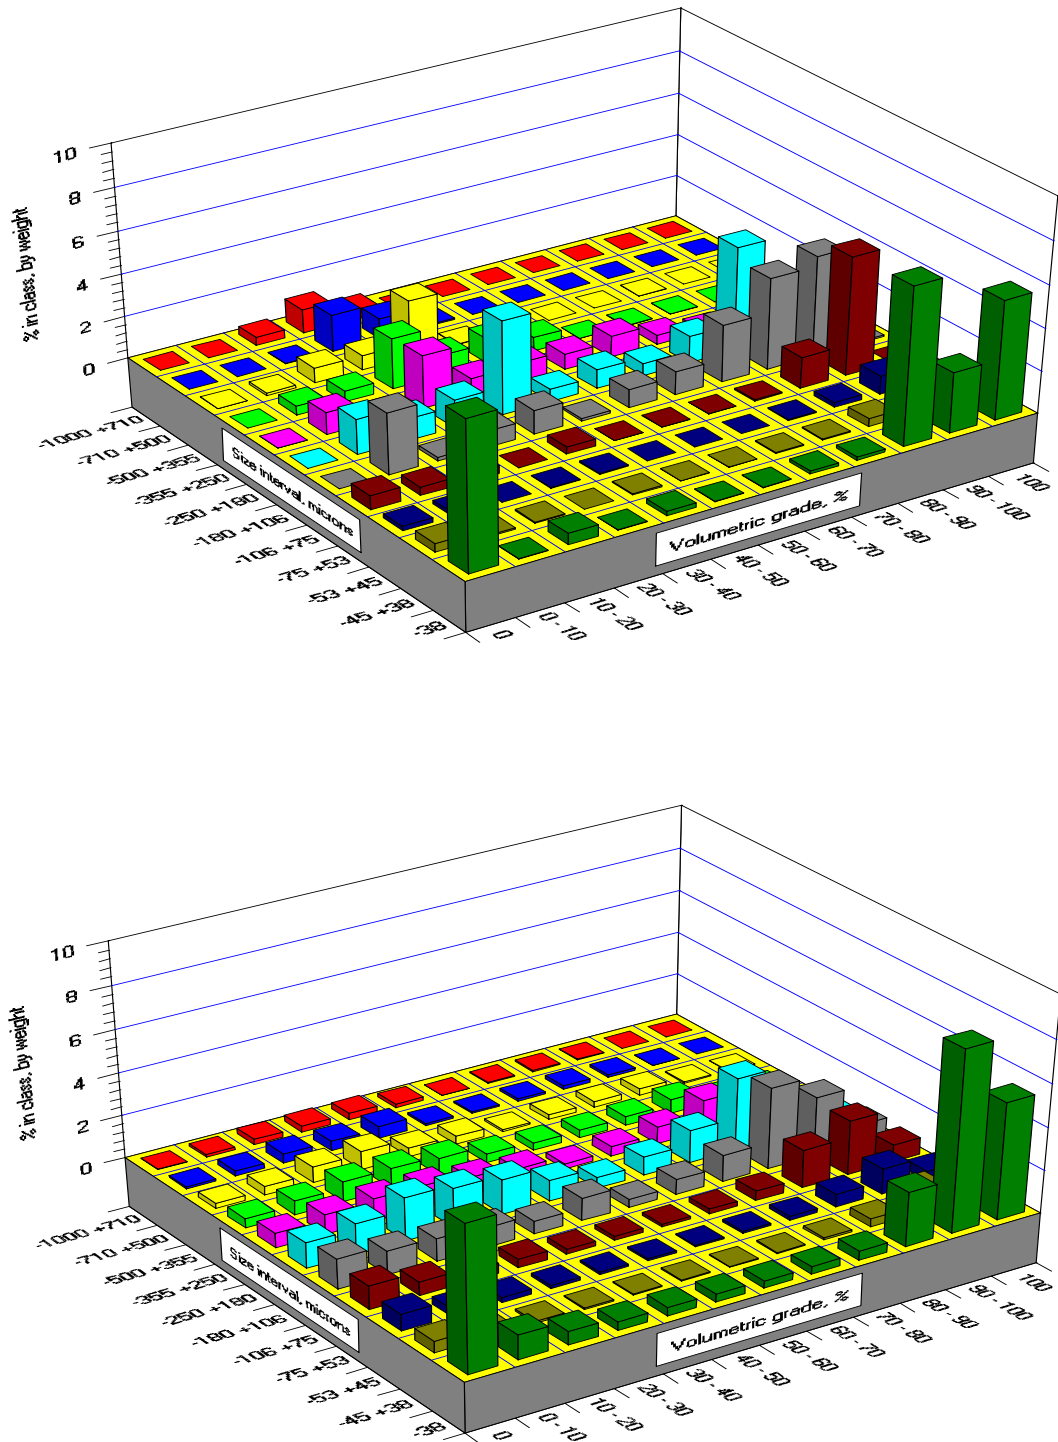 10
8
6
4
2
0
% in class, by weight
-1000 +710
-710 +500
-500 +355
-355 +250
-250 +180
-180 +106
-106 +75
-75 +53
-53 +45
-45 +38
-38
Size interval, microns
0
0 - 10
10 - 20
20 - 30
30 - 40
40 - 50
50 - 60
60 - 70
70 - 80
80 - 90
90 - 100
100
Volumetric grade, %
10
8
6
4
2
0
% in class, by weight
-1000 +710
-710 +500
-500 +355
-355 +250
-250 +180
-180 +106
-106 +75
-75 +53
-53 +45
-45 +38
-38
Size interval, microns
0
0 - 10
10 - 20
20 - 30
30 - 40
40 - 50
50 - 60
60 - 70
70 - 80
80 - 90
90 - 100
100
Volumetric grade, %